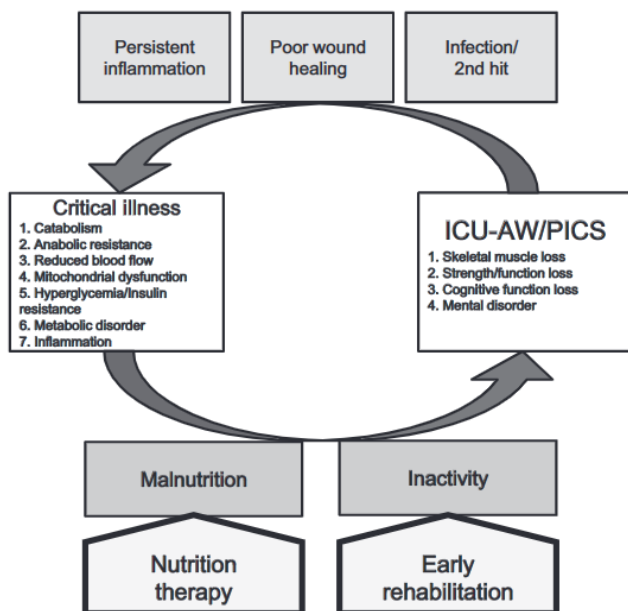 Persistent
inflammation
Poor wound
healing
Infection/
2nd hit
Critical illness
1. Catabolism
2. Anabolic resistance
3. Reduced blood flow
4. Mitochondrial dysfunction
5. Hyperglycemia/Insulin
resistance
6. Metabolic disorder
7. Inflammation
ICU-AW/PICS
1. Skeletal muscle loss
2. Strength/function loss
3. Cognitive function loss
4. Mental disorder
Malnutrition
Inactivity
Nutrition
therapy
Early
rehabilitation